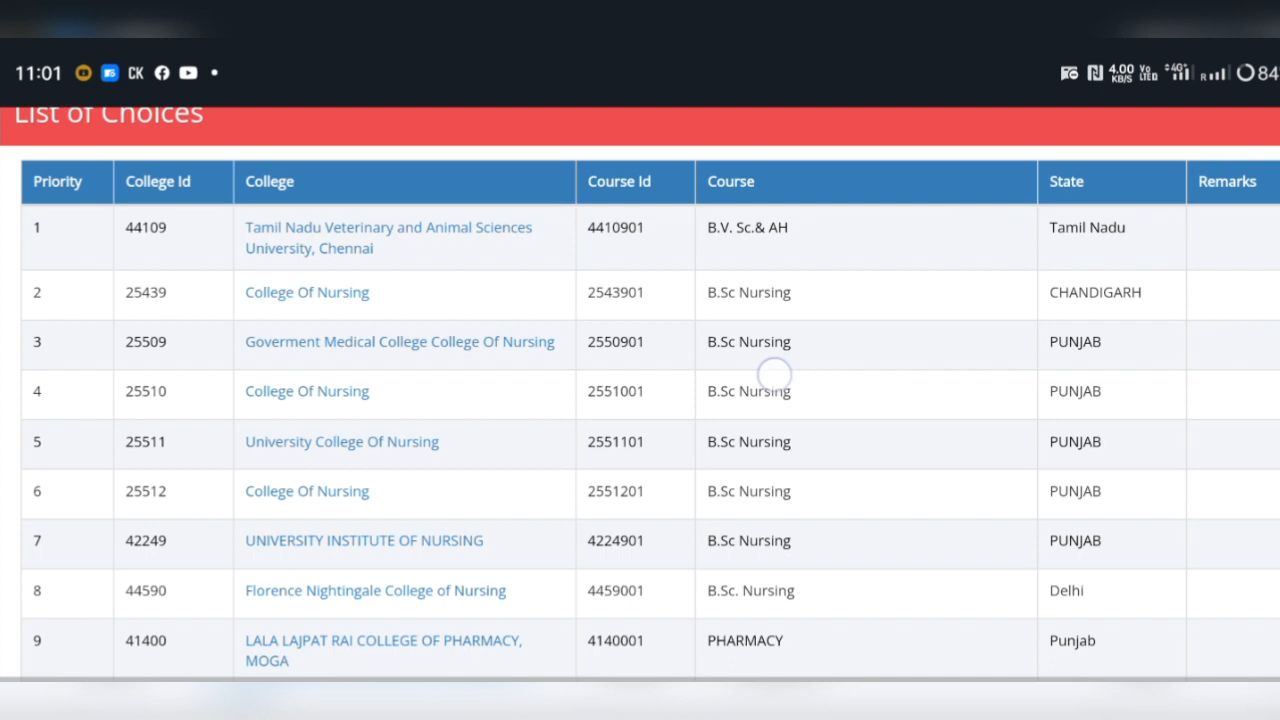 11:01 CK 4.00 KB/S Vo LTED 4G R 84
List of Choices
Priority College Id College Course Id Course State Remarks
1 44109 Tamil Nadu Veterinary and Animal Sciences 4410901 B.V. Sc.& AH Tamil Nadu
University, Chennai
2 25439 College Of Nursing 2543901 B.Sc Nursing CHANDIGARH
3 25509 Goverment Medical College College Of Nursing 2550901 B.Sc Nursing PUNJAB
4 25510 College Of Nursing 2551001 B.Sc Nursing PUNJAB
5 25511 University College Of Nursing 2551101 B.Sc Nursing PUNJAB
6 25512 College Of Nursing 2551201 B.Sc Nursing PUNJAB
7 42249 UNIVERSITY INSTITUTE OF NURSING 4224901 B.Sc Nursing PUNJAB
8 44590 Florence Nightingale College of Nursing 4459001 B.Sc. Nursing Delhi
9 41400 LALA LAJPAT RAI COLLEGE OF PHARMACY, 4140001 PHARMACY Punjab
MOGA